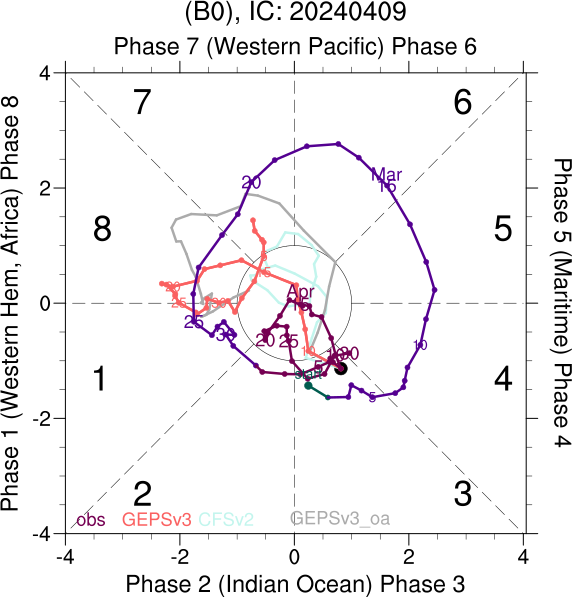 (B0), IC: 20240409
Phase 7 (Western Pacific) Phase 6
4
7
6
Mar
15
20
2
8
5
Phase 1 (Western Hem, Africa) Phase 8
Phase 5 (Maritime) Phase 4
Apr
15
0
25
10
20
25
5
start
1
4
5
-2
2
3
obs GEPSv3 CFSv2 GEPSv3_oa
-4
-4 -2 0 2 4
Phase 2 (Indian Ocean) Phase 3